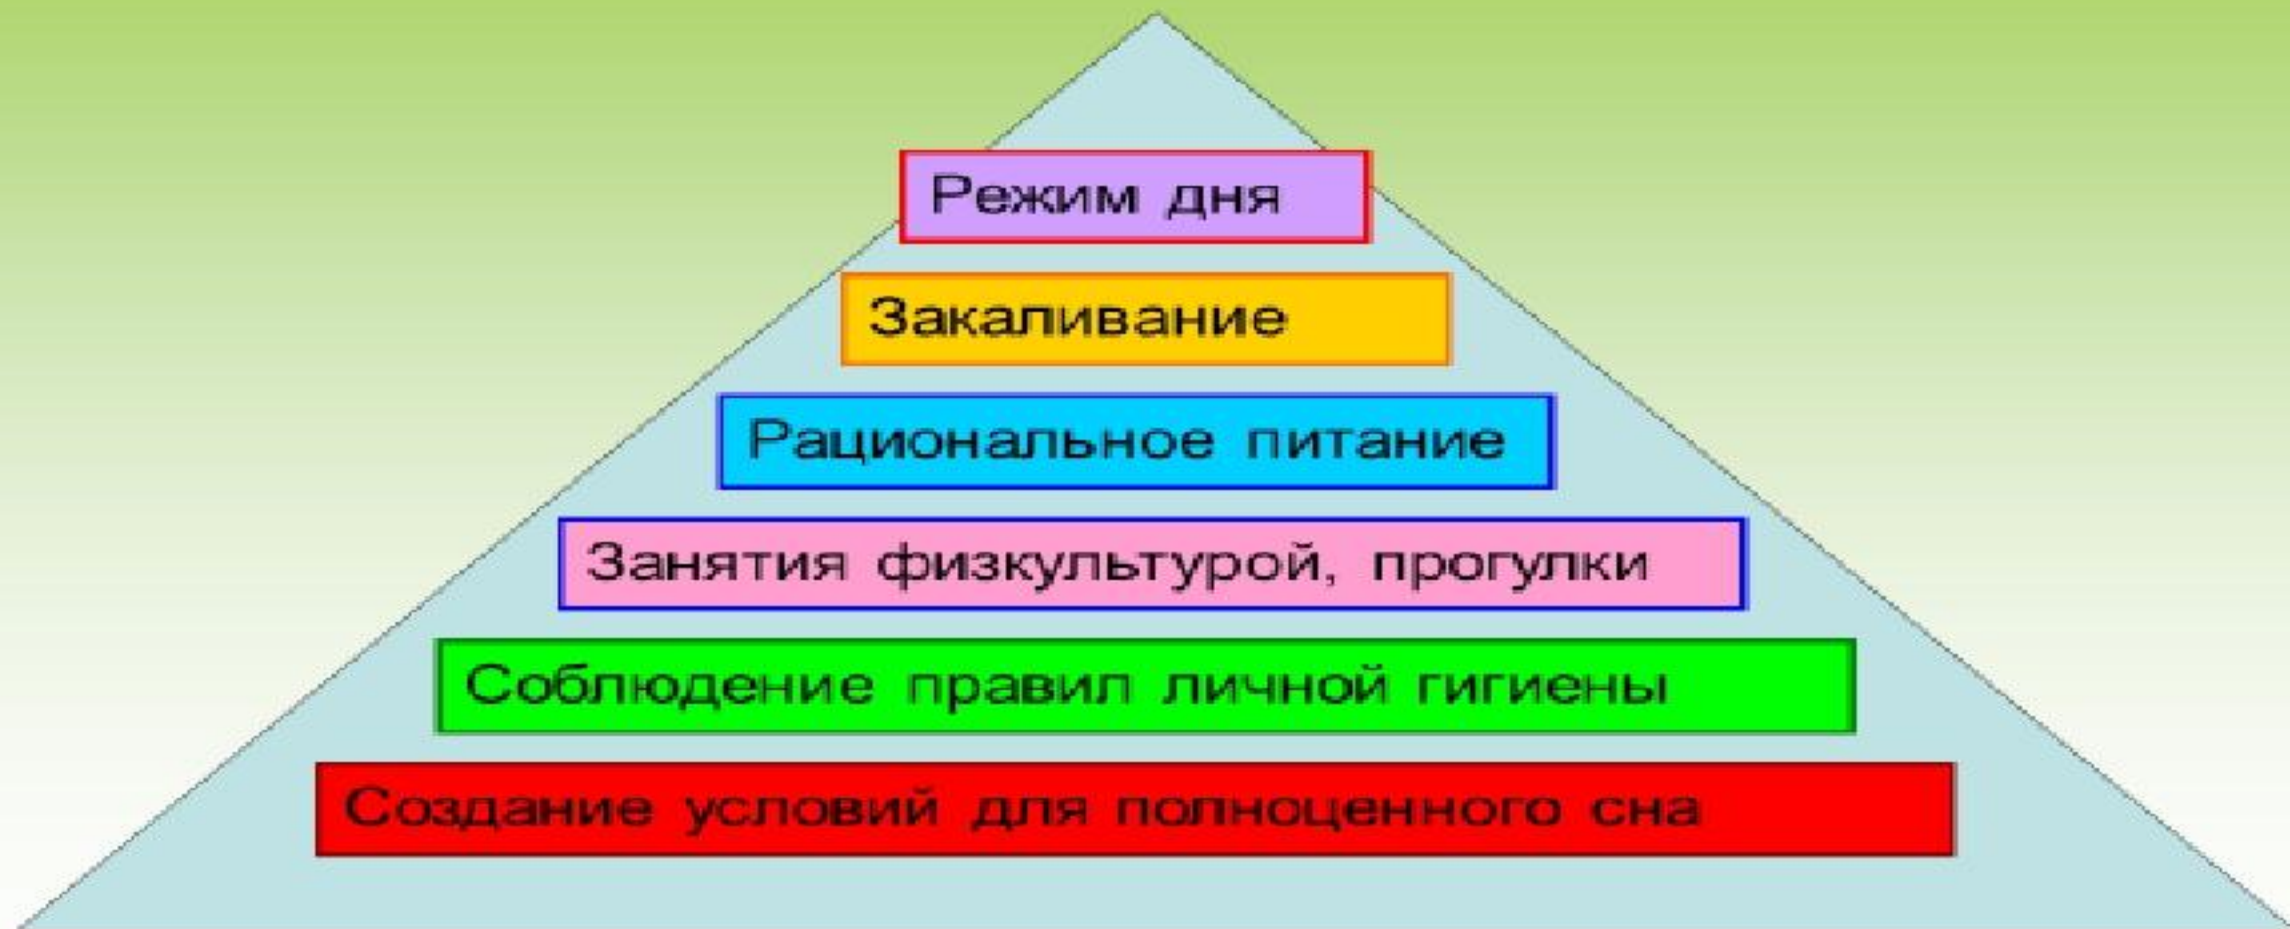 Режим дня
Закаливание
Рациональное питание
Занятия физкультурой, прогулки
Соблюдение правил личной гигиены
Создание условий для полноценного сна